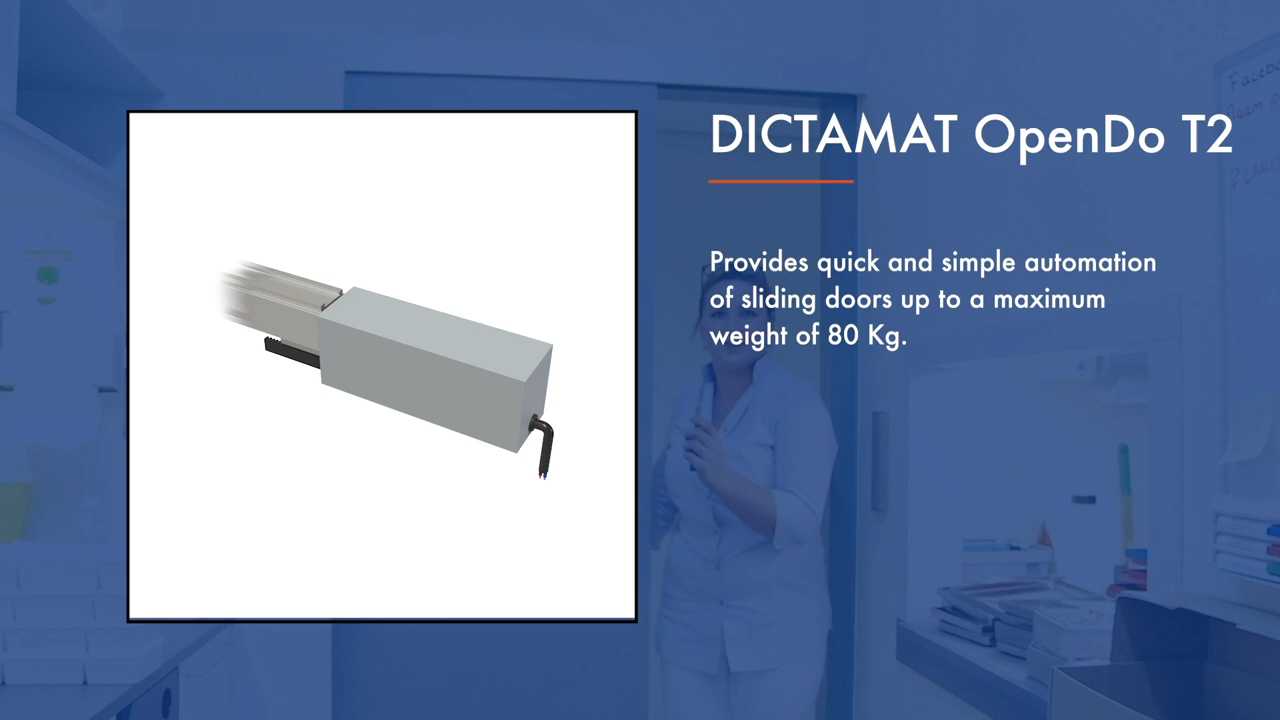 DICTAMAT OpenDo T2
Provides quick and simple automation
of sliding doors up to a maximum
weight of 80 Kg.